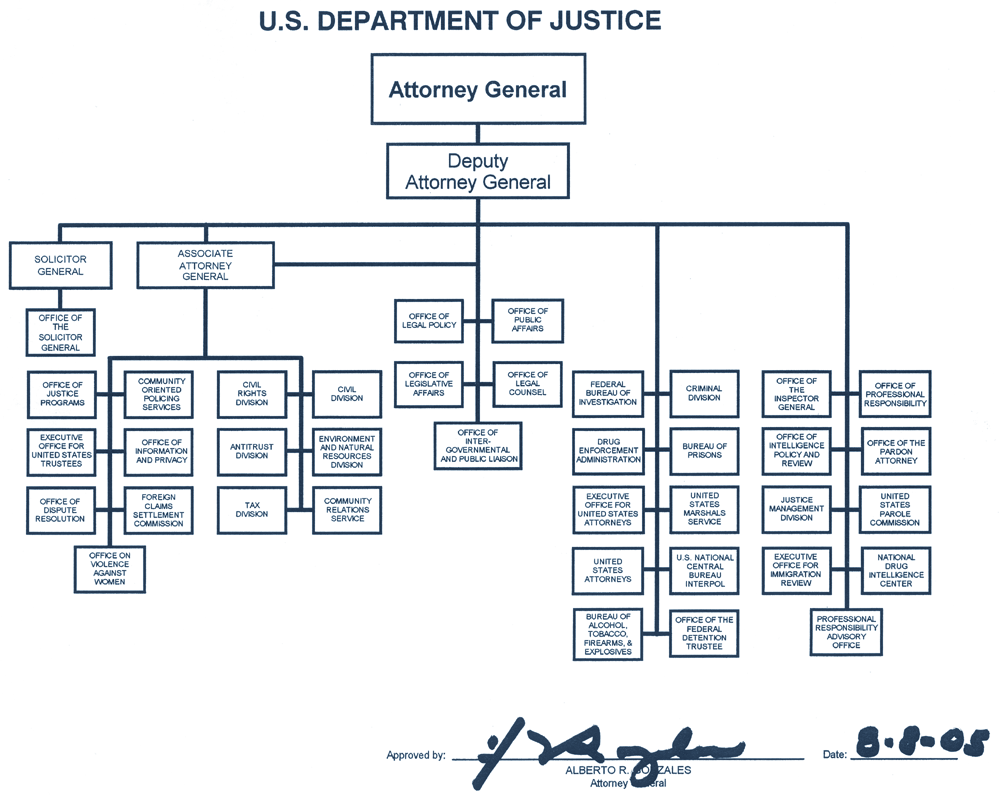 U.S. DEPARTMENT OF JUSTICE
Attorney General
Deputy
Attorney General
SOLICITOR
GENERAL
ASSOCIATE
ATTORNEY
GENERAL
OFFICE OF
THE
SOLICITOR
GENERAL
OFFICE OF
LEGAL POLICY
OFFICE OF
PUBLIC
AFFAIRS
OFFICE OF
LEGISLATIVE
AFFAIRS
OFFICE OF
LEGAL
COUNSEL
OFFICE OF
INTER-
GOVERNMENTAL
AND PUBLIC LIAISON
OFFICE OF
JUSTICE
PROGRAMS
COMMUNITY
ORIENTED
POLICING
SERVICES
EXECUTIVE
OFFICE FOR
UNITED STATES
TRUSTEES
OFFICE OF
INFORMATION
AND PRIVACY
OFFICE OF
DISPUTE
RESOLUTION
FOREIGN
CLAIMS
SETTLEMENT
COMMISSION
OFFICE ON
VIOLENCE
AGAINST
WOMEN
CIVIL
RIGHTS
DIVISION
CIVIL
DIVISION
ANTITRUST
DIVISION
ENVIRONMENT
AND NATURAL
RESOURCES
DIVISION
TAX
DIVISION
COMMUNITY
RELATIONS
SERVICE
FEDERAL
BUREAU OF
INVESTIGATION
CRIMINAL
DIVISION
DRUG
ENFORCEMENT
ADMINISTRATION
BUREAU OF
PRISONS
EXECUTIVE
OFFICE FOR
UNITED STATES
ATTORNEYS
UNITED
STATES
MARSHALS
SERVICE
UNITED
STATES
ATTORNEYS
U.S. NATIONAL
CENTRAL
BUREAU
INTERPOL
BUREAU OF
ALCOHOL,
TOBACCO,
FIREARMS, &
EXPLOSIVES
OFFICE OF THE
FEDERAL
DETENTION
TRUSTEE
OFFICE OF
THE
INSPECTOR
GENERAL
OFFICE OF
PROFESSIONAL
RESPONSIBILITY
OFFICE OF
INTELLIGENCE
POLICY AND
REVIEW
OFFICE OF THE
PARDON
ATTORNEY
JUSTICE
MANAGEMENT
DIVISION
UNITED
STATES
PAROLE
COMMISSION
EXECUTIVE
OFFICE FOR
IMMIGRATION
REVIEW
NATIONAL
DRUG
INTELLIGENCE
CENTER
PROFESSIONAL
RESPONSIBILITY
ADVISORY
OFFICE
Approved by:
ALBERTO R. GONZALES
Attorney General
Date: 8-8-05